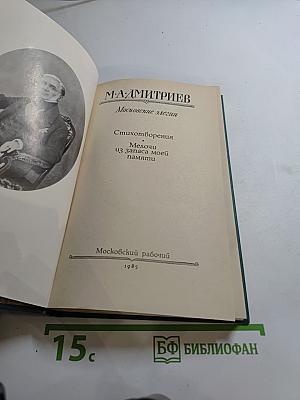 М·А·ДМИТРИЕВ
Московские элегии
Стихотворения
Мелочи
из запаса моей
памяти
Московский рабочий
1985
15с
БФ БИБЛИОФАН